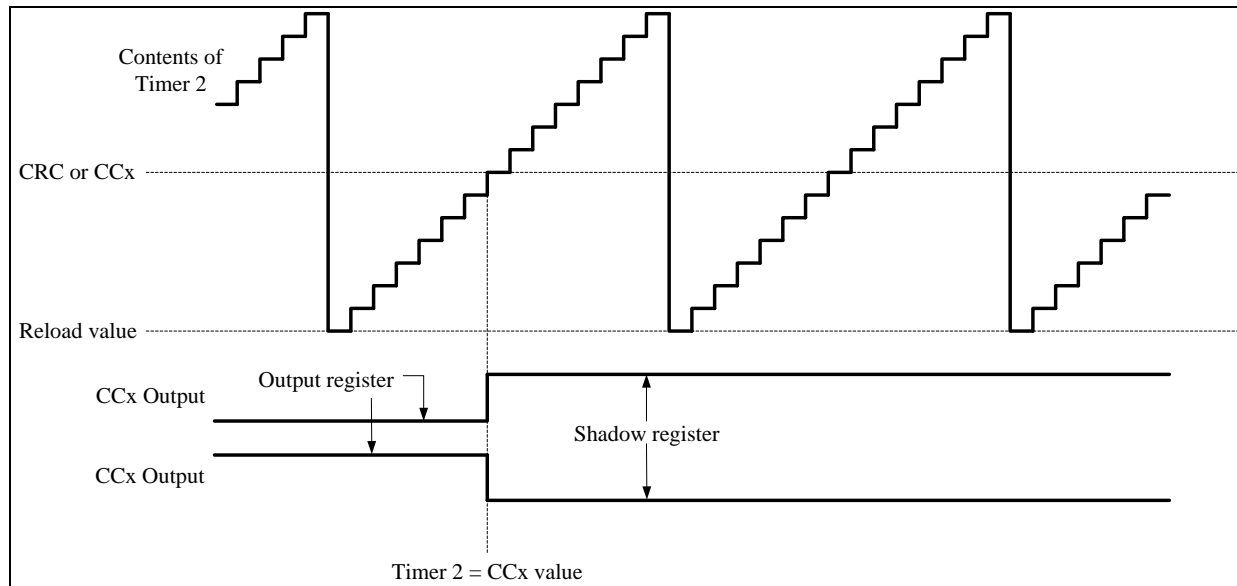 Contents of
Timer 2
CRC or CCx
Reload value
Output register
CCx Output
Shadow register
CCx Output
Timer 2 = CCx value